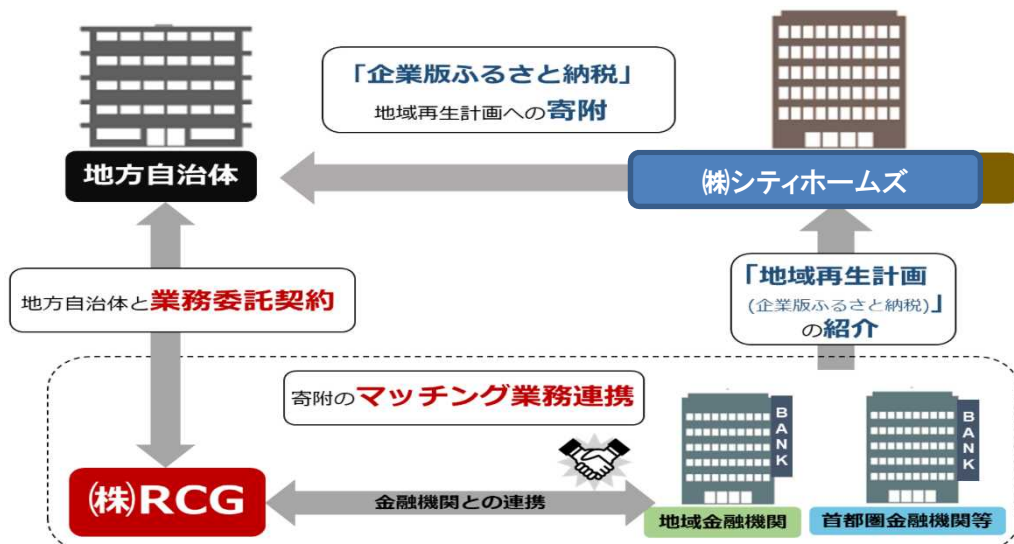 「企業版ふるさと納税」
地域再生計画への寄附
地方自治体
㈱シティホームズ
「地域再生計画
(企業版ふるさと納税)」
の紹介
地方自治体と業務委託契約
寄附のマッチング業務連携
BANK
BANK
㈱RCG
金融機関との連携
地域金融機関
首都圏金融機関等